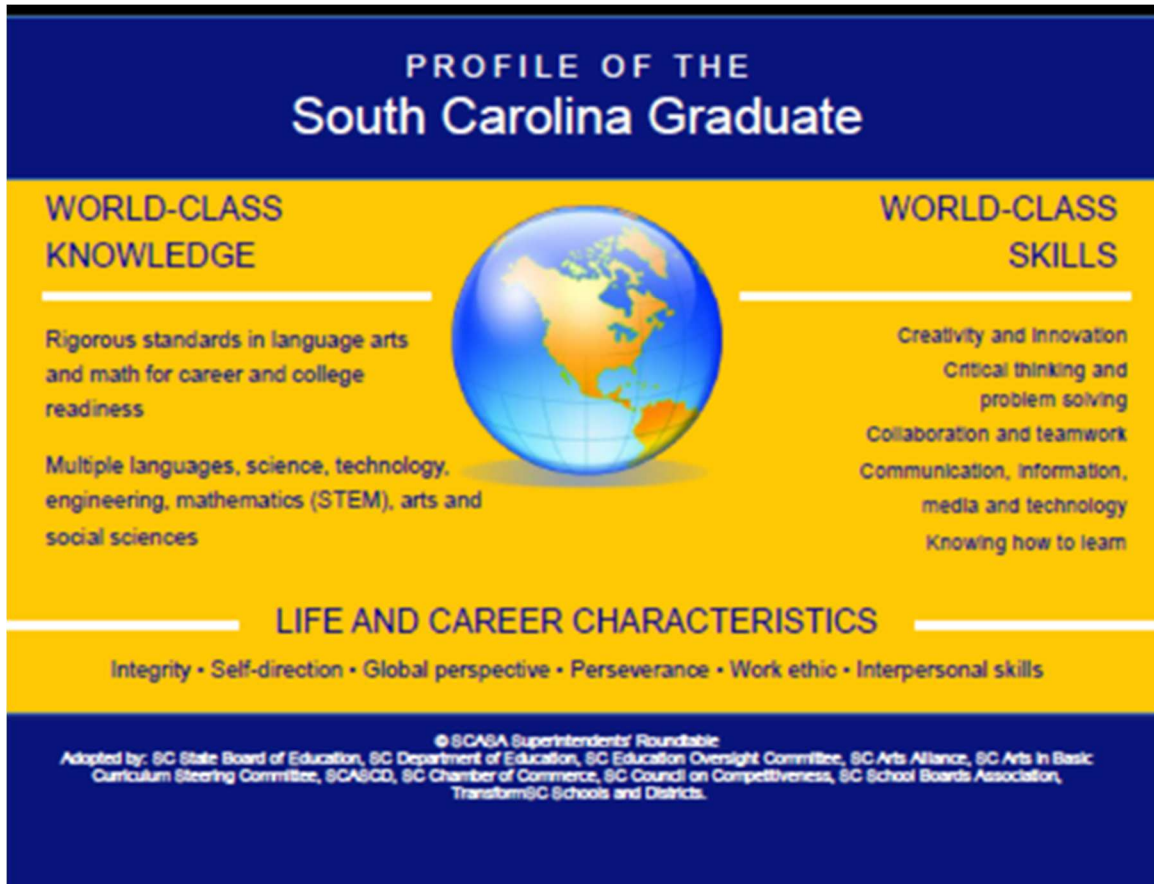 PROFILE OF THE
South Carolina Graduate
WORLD-CLASS
KNOWLEDGE
Rigorous standards in language arts
and math for career and college
readiness
Multiple languages, science, technology,
engineering, mathematics (STEM), arts and
social sciences
WORLD-CLASS
SKILLS
Creativity and innovation
Critical thinking and
problem solving
Collaboration and teamwork
Communication, information,
media and technology
Knowing how to learn
LIFE AND CAREER CHARACTERISTICS
Integrity • Self-direction • Global perspective • Perseverance • Work ethic • Interpersonal skills
© SCASA Superintendents' Roundtable
Adopted by: SC State Board of Education, SC Department of Education, SC Education Oversight Committee, SC Arts Alliance, SC Arts in Basic
Curriculum Steering Committee, SCASCD, SC Chamber of Commerce, SC Council on Competitiveness, SC School Boards Association,
TransformSC Schools and Districts.